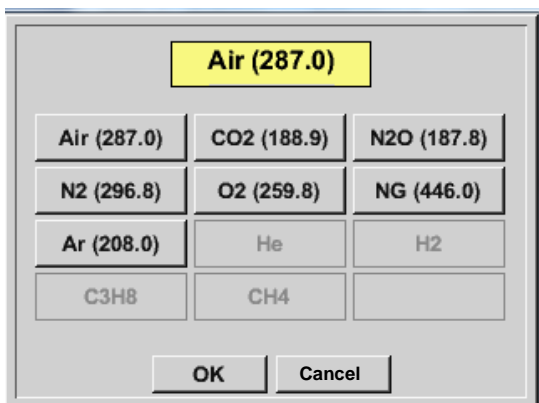 Air (287.0)
Air (287.0) CO2 (188.9) N2O (187.8)
N2 (296.8) O2 (259.8) NG (446.0)
Ar (208.0) He H2
C3H8 CH4
OK Cancel